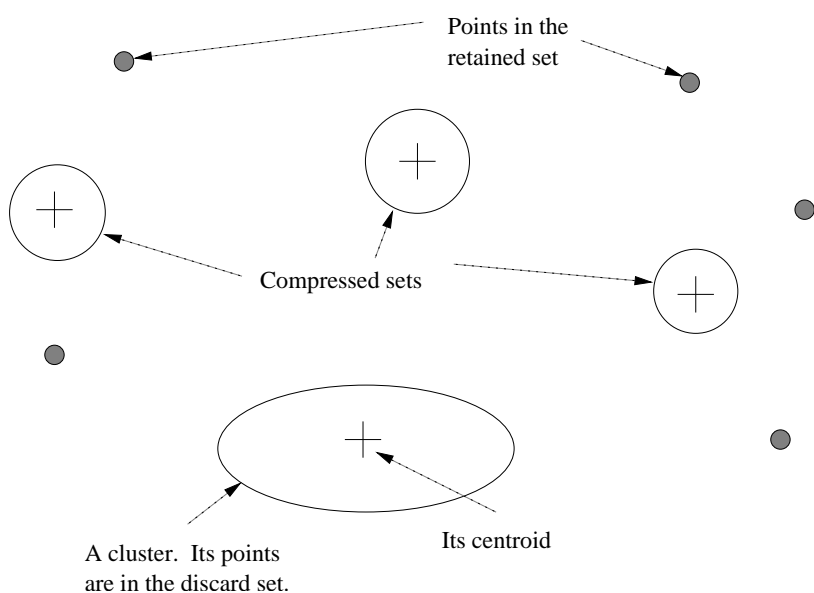 Points in the
retained set
Compressed sets
Its centroid
A cluster. Its points
are in the discard set.